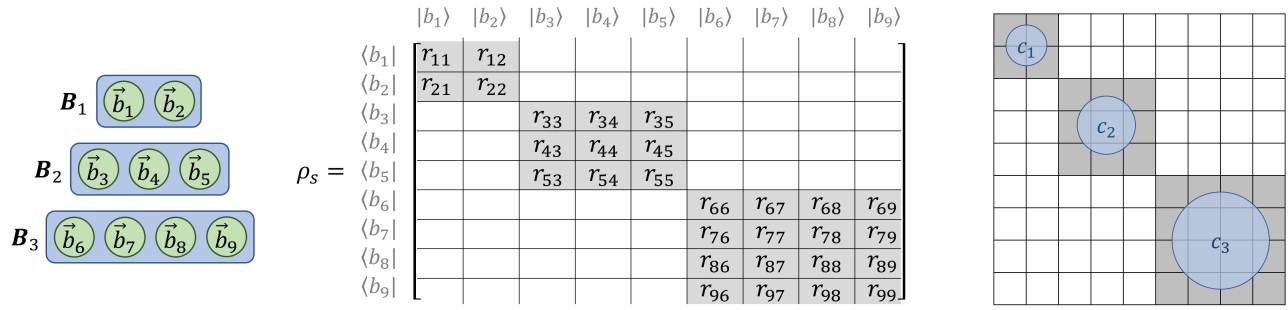 |b₁⟩ |b₂⟩ |b₃⟩ |b₄⟩ |b₅⟩ |b₆⟩ |b₇⟩ |b₈⟩ |b₉⟩
B₁ b⃗₁ b⃗₂
B₂ b⃗₃ b⃗₄ b⃗₅
B₃ b⃗₆ b⃗₇ b⃗₈ b⃗₉
ρₛ =
⟨b₁| r₁₁ r₁₂
⟨b₂| r₂₁ r₂₂
⟨b₃| r₃₃ r₃₄ r₃₅
⟨b₄| r₄₃ r₄₄ r₄₅
⟨b₅| r₅₃ r₅₄ r₅₅
⟨b₆| r₆₆ r₆₇ r₆₈ r₆₉
⟨b₇| r₇₆ r₇₇ r₇₈ r₇₉
⟨b₈| r₈₆ r₈₇ r₈₈ r₈₉
⟨b₉| r₉₆ r₉₇ r₉₈ r₉₉
c₁
c₂
c₃